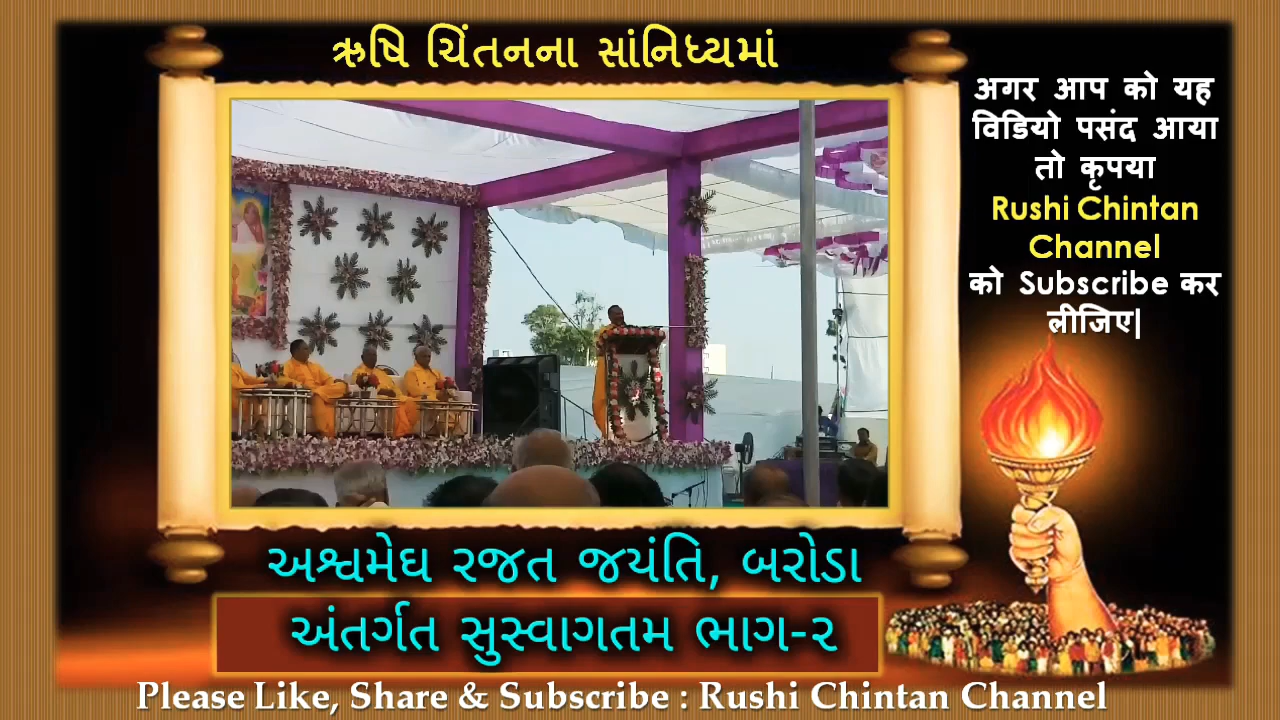 ઋષિ ચિંતનના સાંનિધ્યમાં
अगर आप को यह
विडियो पसंद आया
तो कृपया
Rushi Chintan
Channel
को Subscribe कर
लीजिए|
અશ્વમેઘ રજત જયંતિ, બરોડા
અંતર્ગત સુસ્વાગતમ ભાગ-૨
Please Like, Share & Subscribe : Rushi Chintan Channel